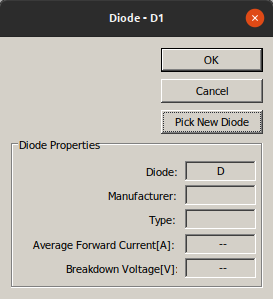 Diode - D1
OK
Cancel
Pick New Diode
Diode Properties
Diode: D
Manufacturer:
Type:
Average Forward Current[A]: --
Breakdown Voltage[V]: --